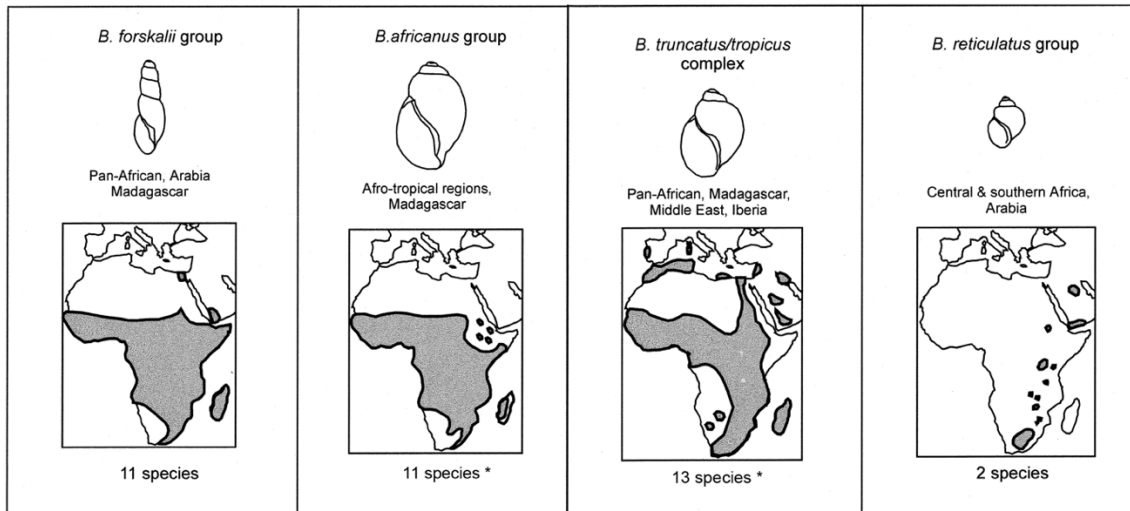 B. forskalii group
Pan-African, Arabia
Madagascar
11 species
B.africanus group
Afro-tropical regions,
Madagascar
11 species *
B. truncatus/tropicus
complex
Pan-African, Madagascar,
Middle East, Iberia
13 species *
B. reticulatus group
Central & southern Africa,
Arabia
2 species